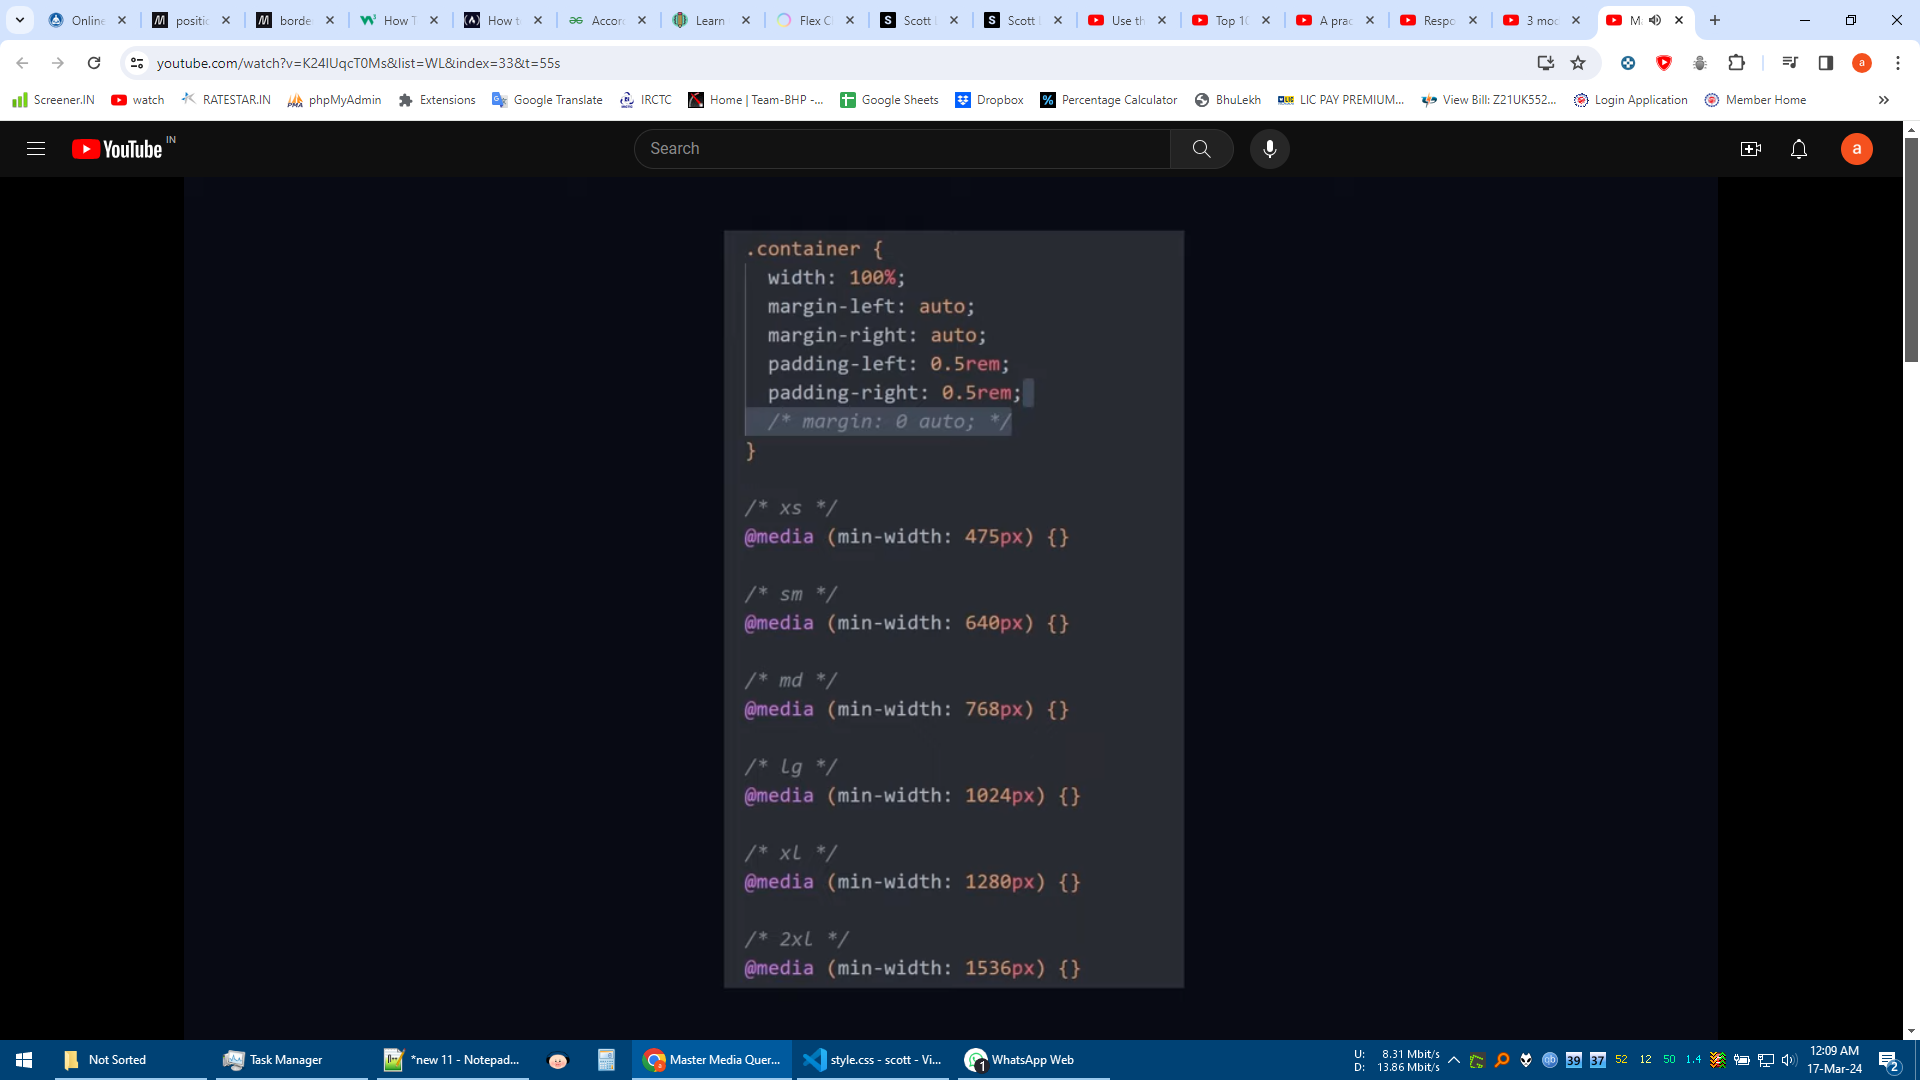 Online
positio
borde
How T
How to
Accor
Learn
Flex Cl
Scott L
Scott L
Use th
Top 10
A prac
Respo
3 mod
Ma
youtube.com/watch?v=K24IUqcT0Ms&list=WL&index=33&t=55s
a
Screener.IN
watch
RATESTAR.IN
phpMyAdmin
Extensions
Google Translate
IRCTC
Home | Team-BHP -...
Google Sheets
Dropbox
Percentage Calculator
BhuLekh
LIC PAY PREMIUM...
View Bill: Z21UK552...
Login Application
Member Home
YouTube IN
Search
a
.container {
width: 100%;
margin-left: auto;
margin-right: auto;
padding-left: 0.5rem;
padding-right: 0.5rem;
/* margin: 0 auto; */
}
/* xs */
@media (min-width: 475px) {}
/* sm */
@media (min-width: 640px) {}
/* md */
@media (min-width: 768px) {}
/* lg */
@media (min-width: 1024px) {}
/* xl */
@media (min-width: 1280px) {}
/* 2xl */
@media (min-width: 1536px) {}
Not Sorted
Task Manager
*new 11 - Notepad...
Master Media Quer...
style.css - scott - Vi...
1
WhatsApp Web
U: 8.31 Mbit/s
D: 13.86 Mbit/s
qb
39
37
52
12
50
1.4
12:09 AM
17-Mar-24
2